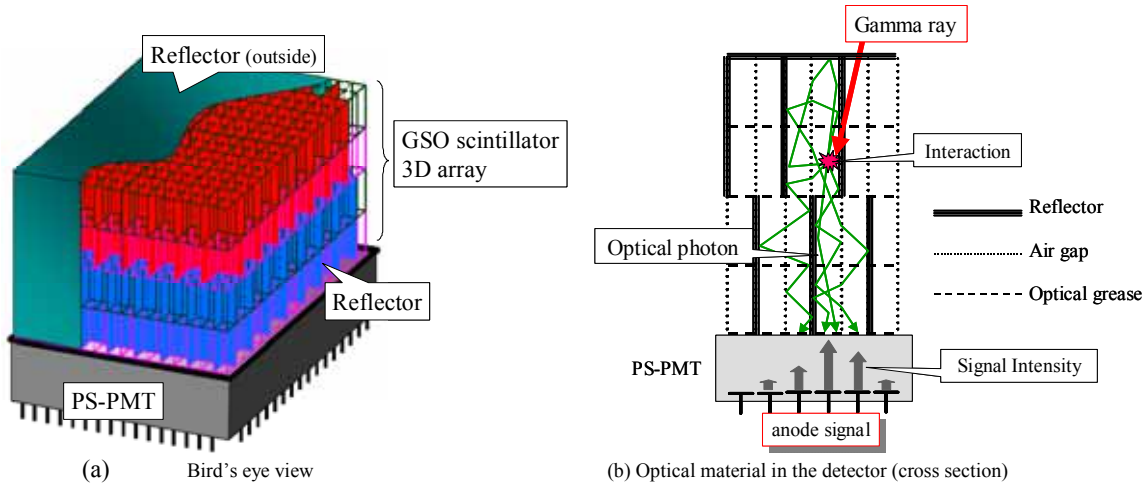 Reflector (outside)
GSO scintillator
3D array
Reflector
PS-PMT
(a) Bird's eye view
Gamma ray
Interaction
Optical photon
Reflector
Air gap
Optical grease
PS-PMT
Signal Intensity
anode signal
(b) Optical material in the detector (cross section)